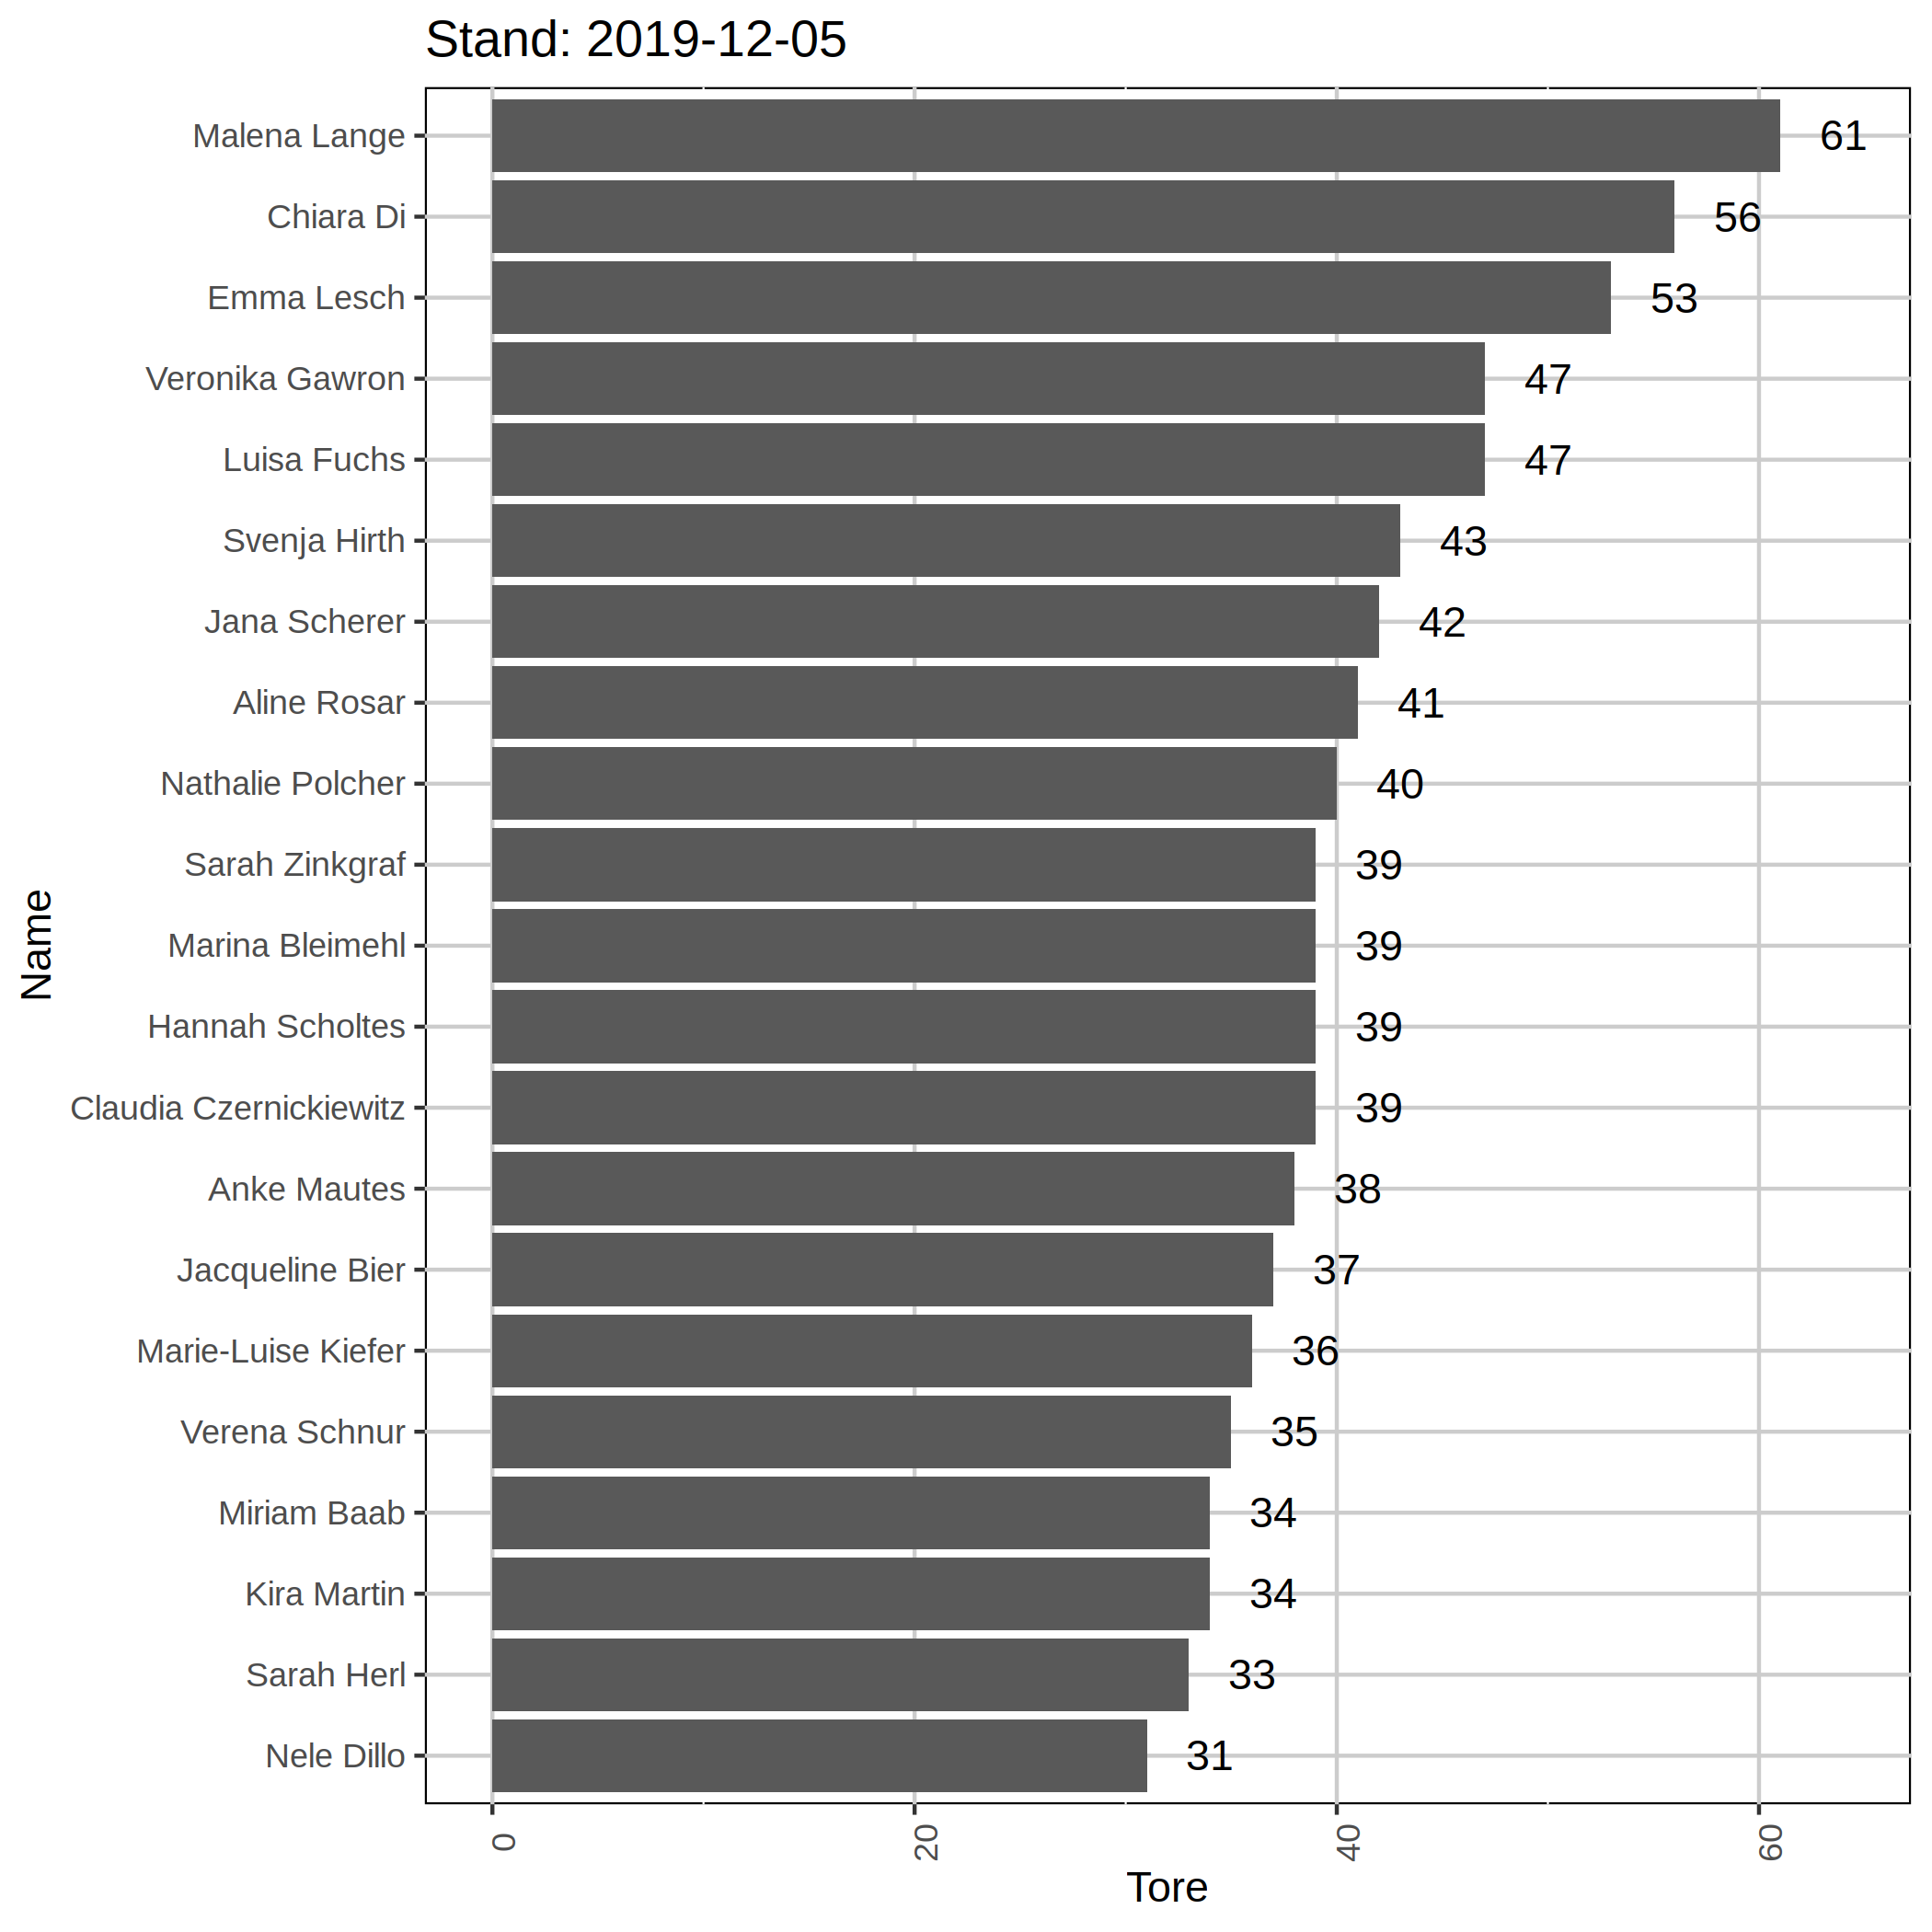 Stand: 2019-12-05
Malena Lange 61
Chiara Di 56
Emma Lesch 53
Veronika Gawron 47
Luisa Fuchs 47
Svenja Hirth 43
Jana Scherer 42
Aline Rosar 41
Nathalie Polcher 40
Sarah Zinkgraf 39
Marina Bleimehl 39
Hannah Scholtes 39
Claudia Czernickiewitz 39
Anke Mautes 38
Jacqueline Bier 37
Marie-Luise Kiefer 36
Verena Schnur 35
Miriam Baab 34
Kira Martin 34
Sarah Herl 33
Nele Dillo 31
Name
0 20 40 60
Tore